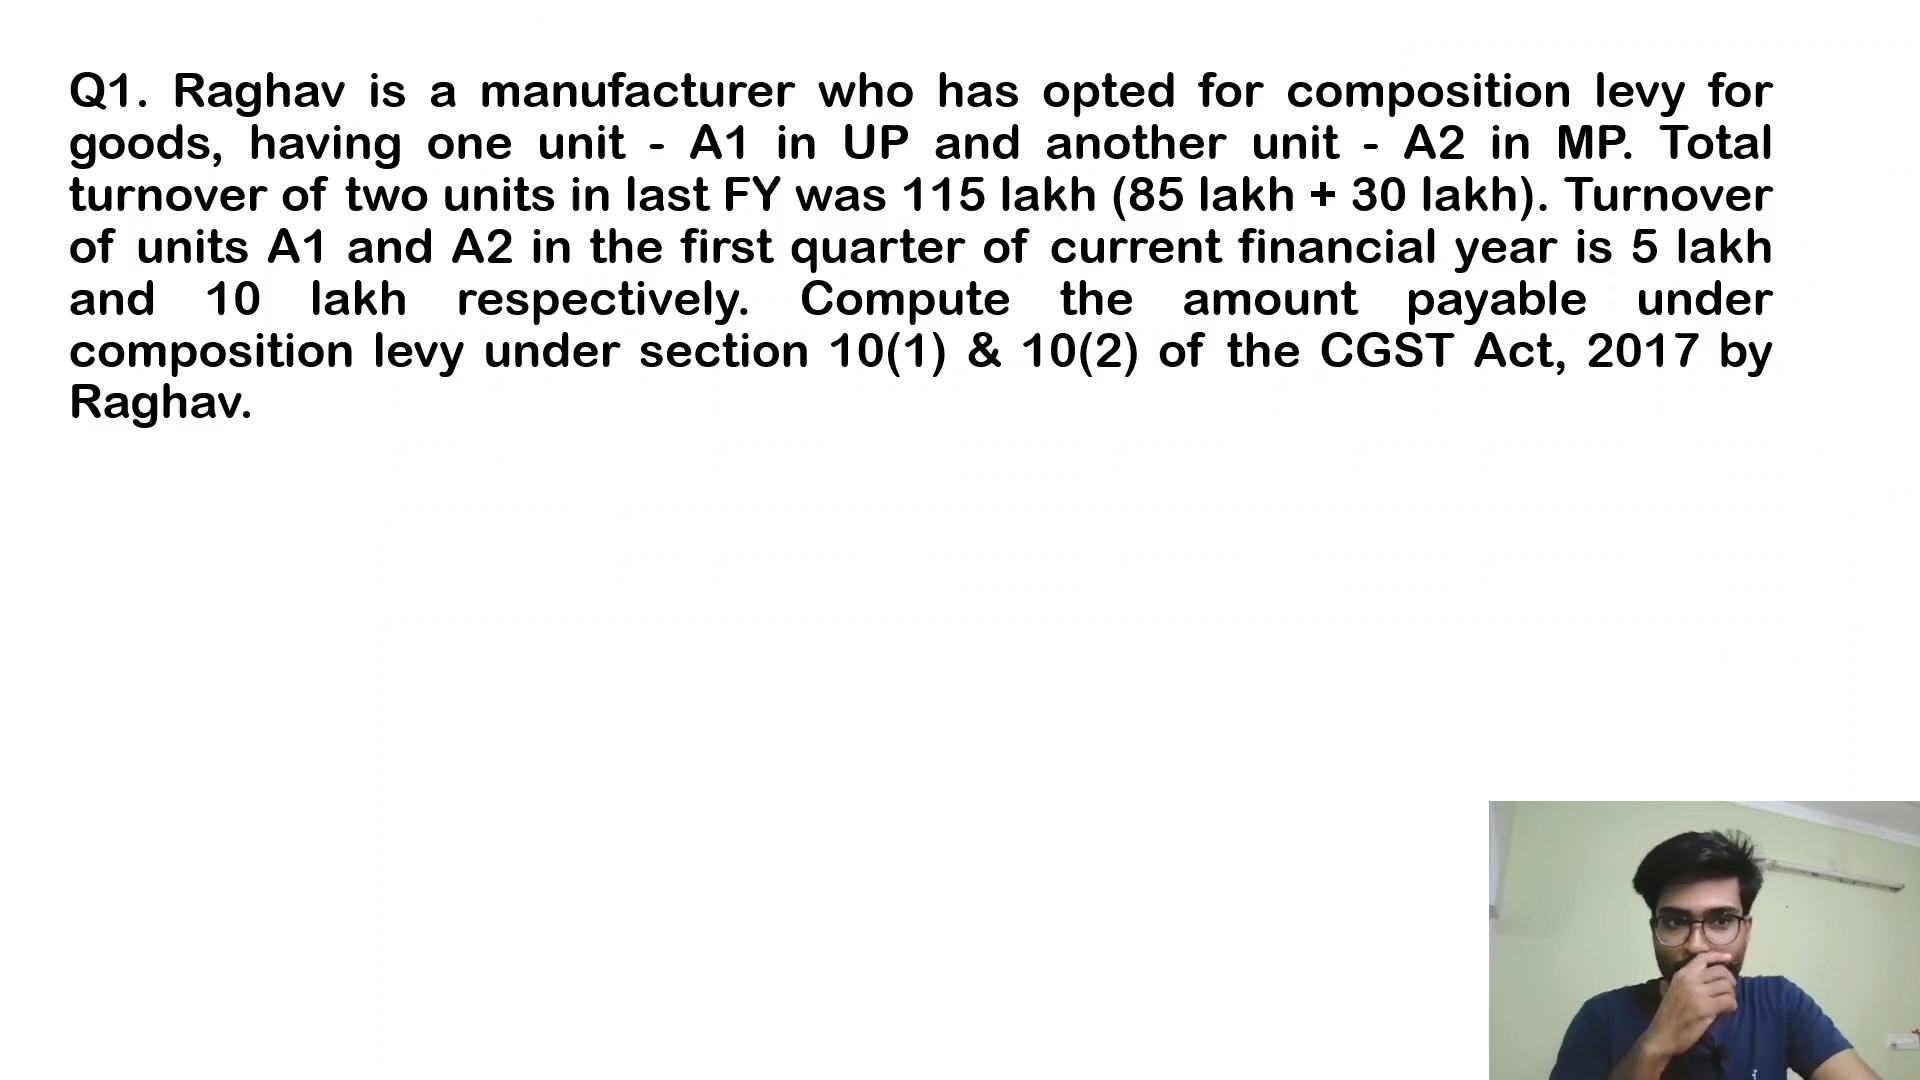 Q1. Raghav is a manufacturer who has opted for composition levy for
goods, having one unit - A1 in UP and another unit - A2 in MP. Total
turnover of two units in last FY was 115 lakh (85 lakh + 30 lakh). Turnover
of units A1 and A2 in the first quarter of current financial year is 5 lakh
and 10 lakh respectively. Compute the amount payable under
composition levy under section 10(1) & 10(2) of the CGST Act, 2017 by
Raghav.